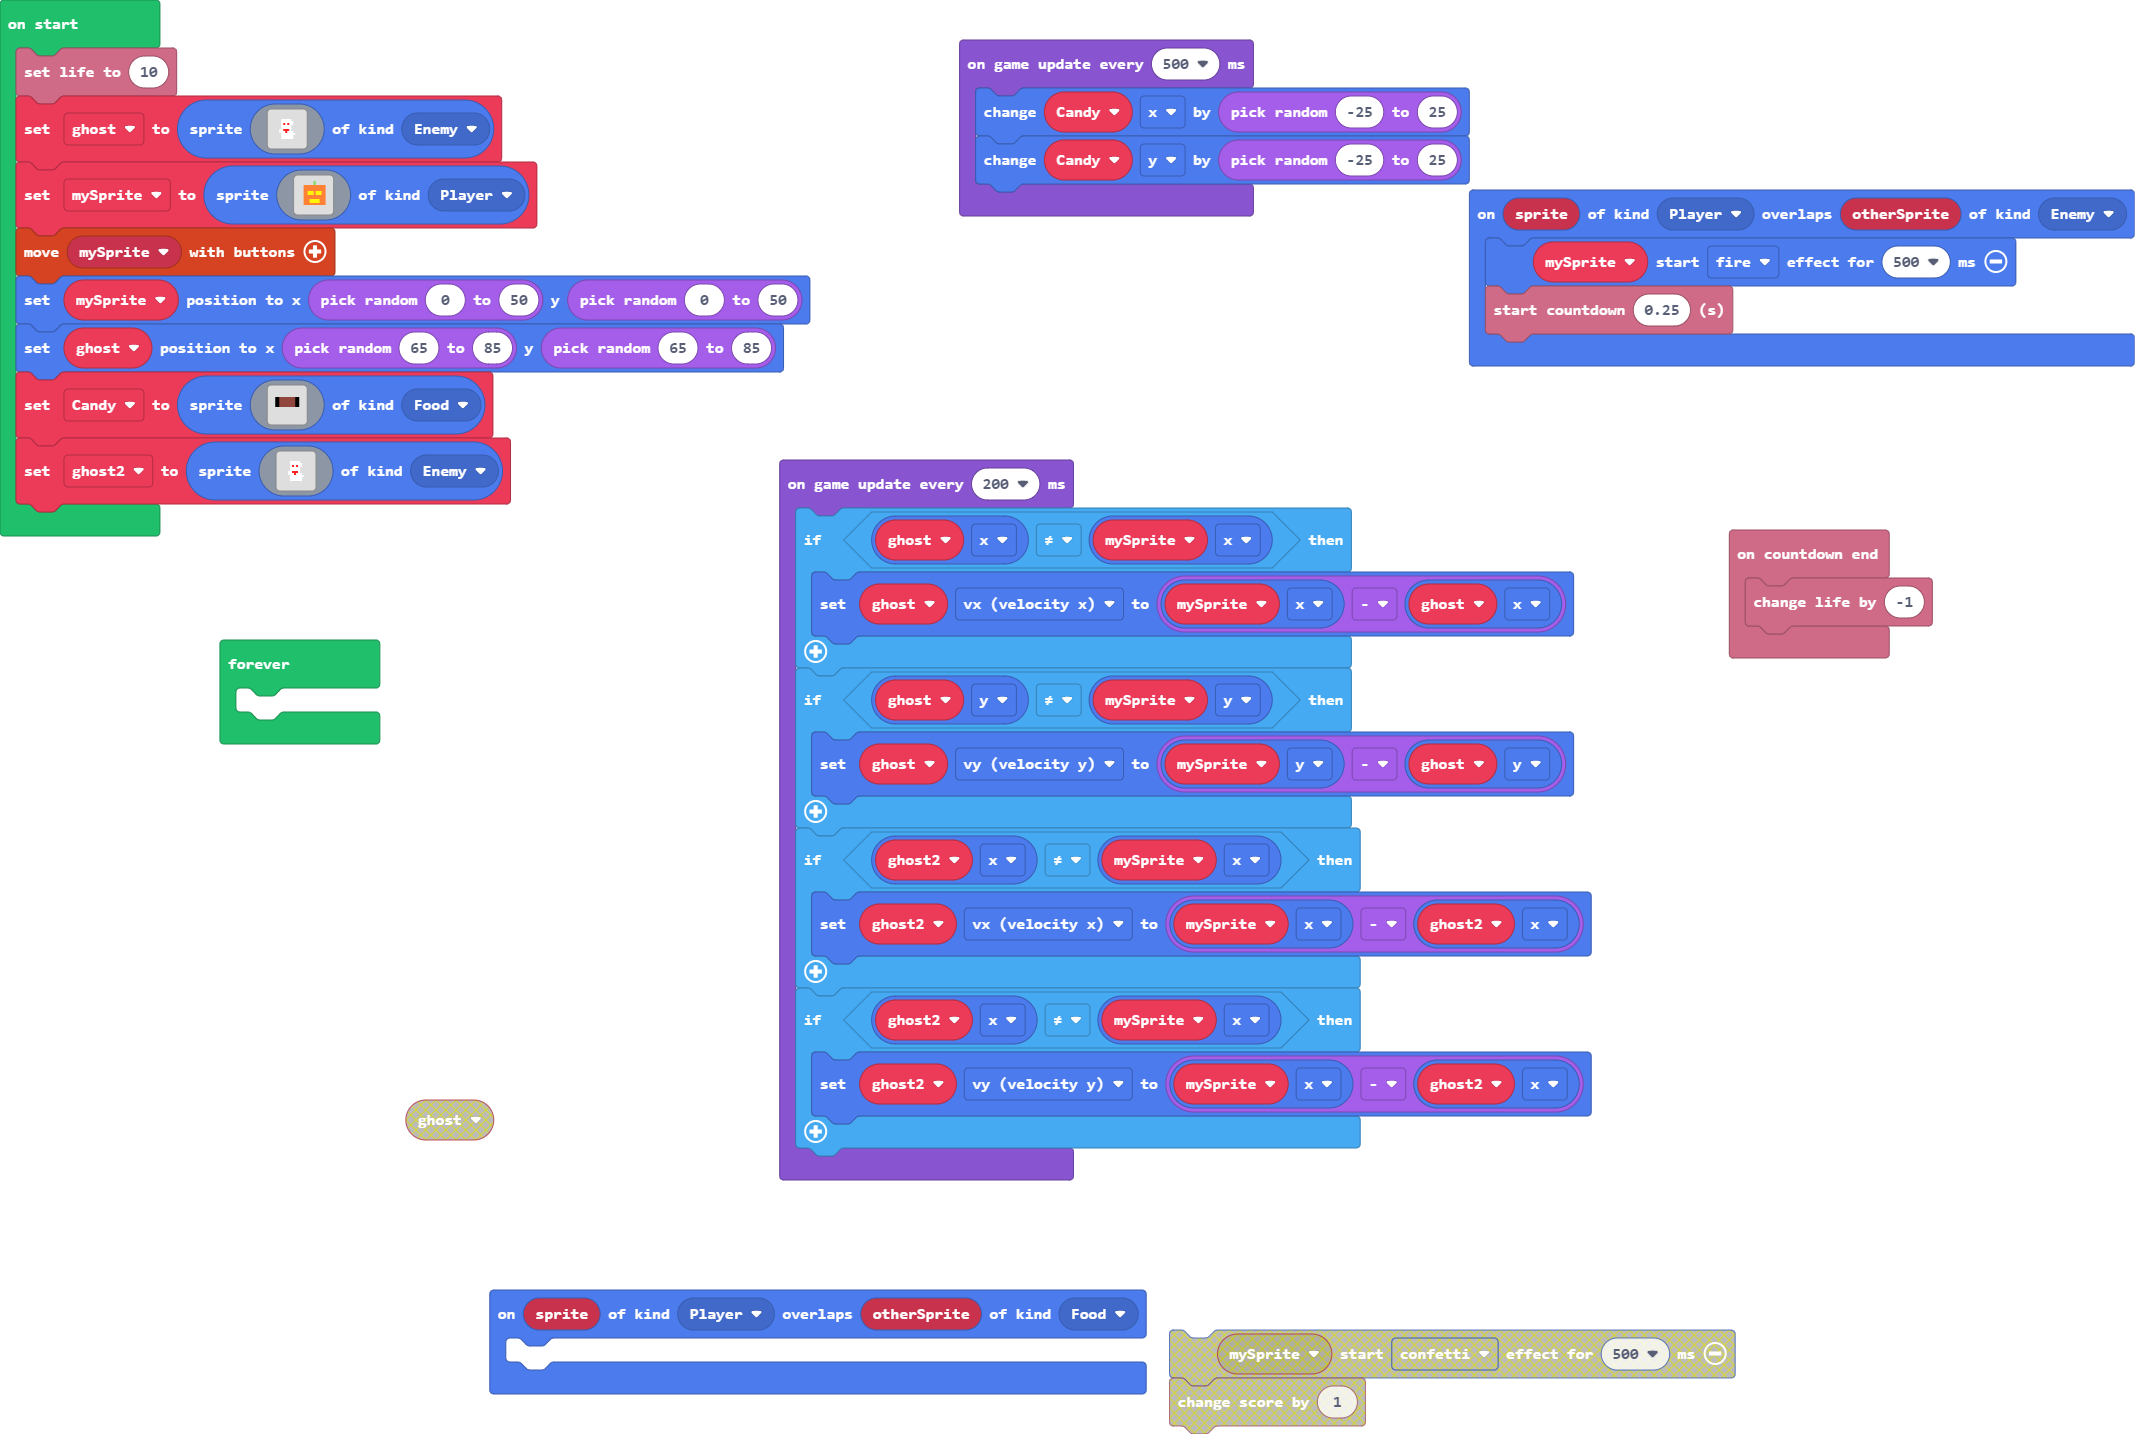 on start
set life to 10
set ghost to sprite of kind Enemy
set mySprite to sprite of kind Player
move mySprite with buttons
set mySprite position to x pick random 0 to 50 y pick random 0 to 50
set ghost position to x pick random 65 to 85 y pick random 65 to 85
set Candy to sprite of kind Food
set ghost2 to sprite of kind Enemy
on game update every 500 ms
change Candy x by pick random -25 to 25
change Candy y by pick random -25 to 25
on sprite of kind Player overlaps otherSprite of kind Enemy
mySprite start fire effect for 500 ms
start countdown 0.25 (s)
on game update every 200 ms
if ghost x ≠ mySprite x then
set ghost vx (velocity x) to mySprite x - ghost x
if ghost y ≠ mySprite y then
set ghost vy (velocity y) to mySprite y - ghost y
if ghost2 x ≠ mySprite x then
set ghost2 vx (velocity x) to mySprite x - ghost2 x
if ghost2 x ≠ mySprite x then
set ghost2 vy (velocity y) to mySprite x - ghost2 x
on countdown end
change life by -1
forever
ghost
on sprite of kind Player overlaps otherSprite of kind Food
mySprite start confetti effect for 500 ms
change score by 1